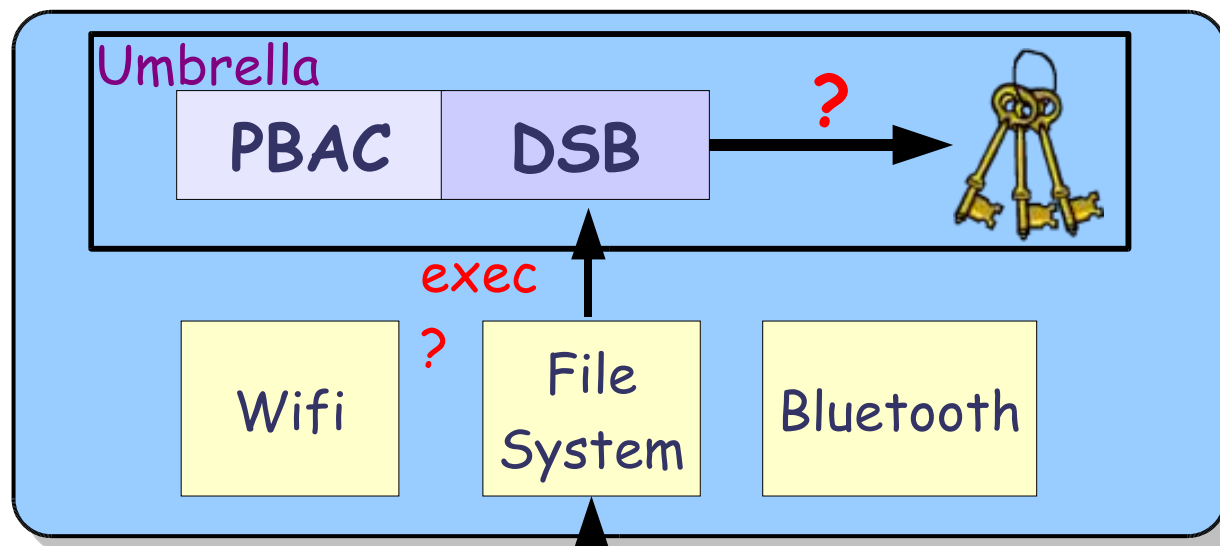 Umbrella
PBAC DSB
?
exec
?
Wifi
File
System
Bluetooth